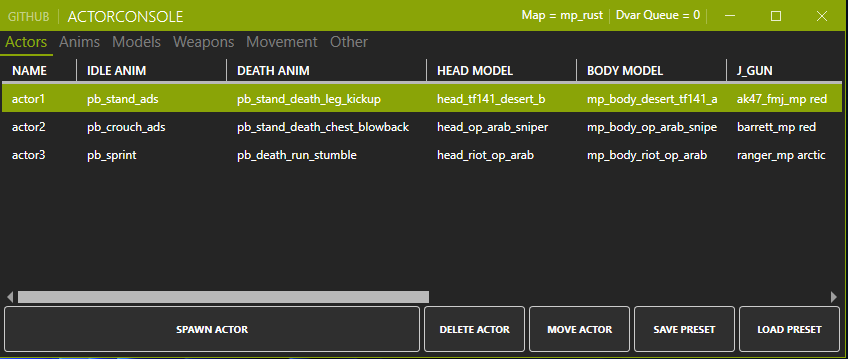 GITHUB ACTORCONSOLE Map = mp_rust Dvar Queue = 0
Actors Anims Models Weapons Movement Other
NAME IDLE ANIM DEATH ANIM HEAD MODEL BODY MODEL J_GUN
actor1 pb_stand_ads pb_stand_death_leg_kickup head_tf141_desert_b mp_body_desert_tf141_a ak47_fmj_mp red
actor2 pb_crouch_ads pb_stand_death_chest_blowback head_op_arab_sniper mp_body_op_arab_snipe barrett_mp red
actor3 pb_sprint pb_death_run_stumble head_riot_op_arab mp_body_riot_op_arab ranger_mp arctic
SPAWN ACTOR DELETE ACTOR MOVE ACTOR SAVE PRESET LOAD PRESET